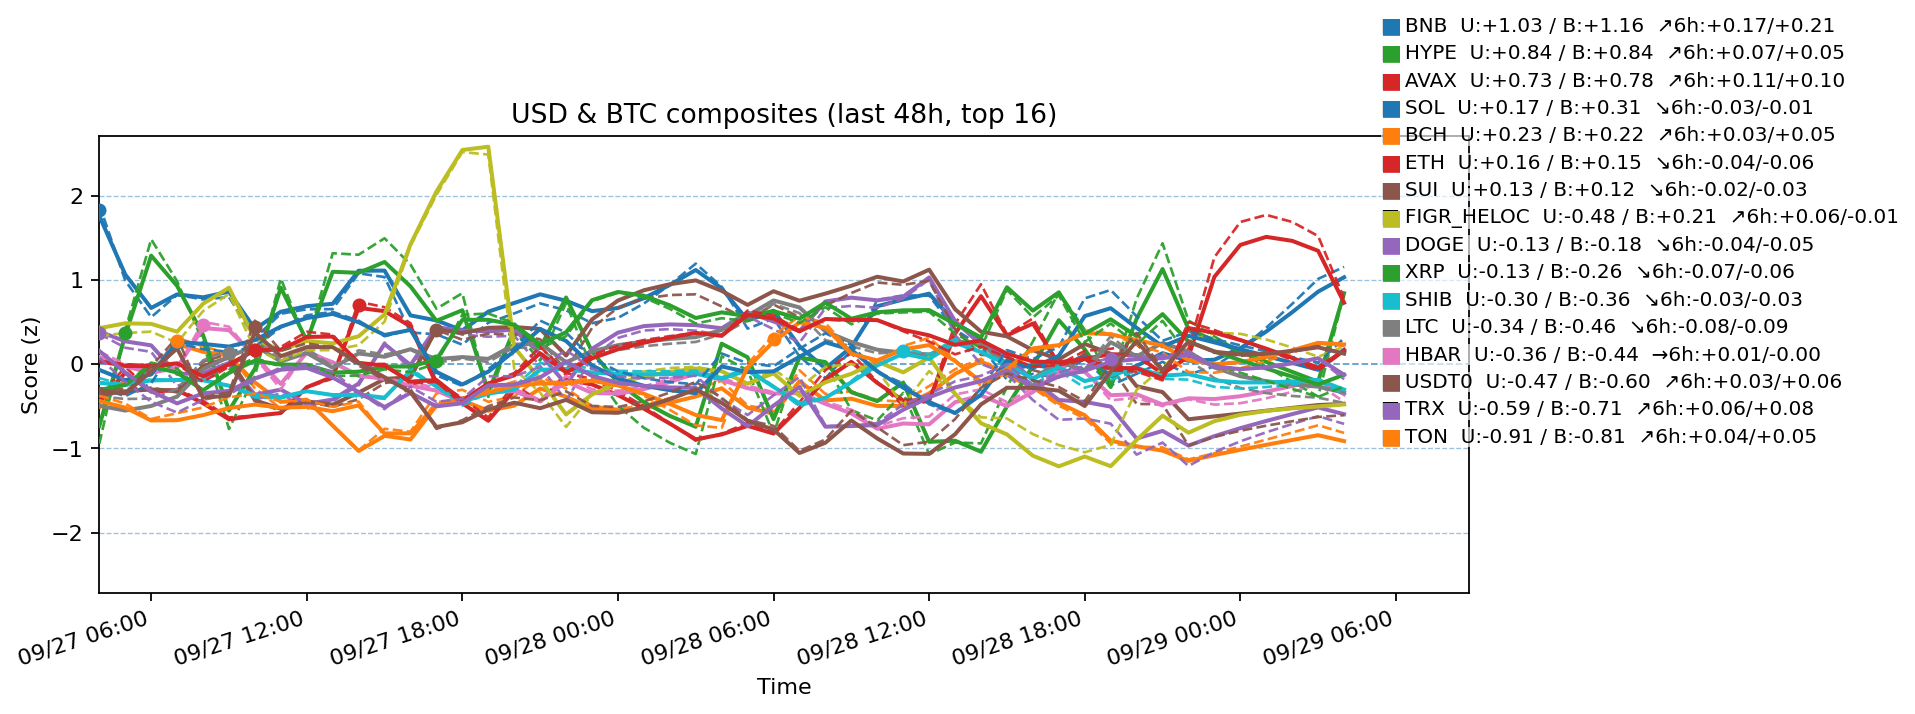 BNB  U:+1.03 / B:+1.16  ↗6h:+0.17/+0.21
HYPE  U:+0.84 / B:+0.84  ↗6h:+0.07/+0.05
AVAX  U:+0.73 / B:+0.78  ↗6h:+0.11/+0.10
SOL  U:+0.17 / B:+0.31  ↘6h:-0.03/-0.01
BCH  U:+0.23 / B:+0.22  ↗6h:+0.03/+0.05
ETH  U:+0.16 / B:+0.15  ↘6h:-0.04/-0.06
SUI  U:+0.13 / B:+0.12  ↘6h:-0.02/-0.03
FIGR_HELOC  U:-0.48 / B:+0.21  ↗6h:+0.06/-0.01
DOGE  U:-0.13 / B:-0.18  ↘6h:-0.04/-0.05
XRP  U:-0.13 / B:-0.26  ↘6h:-0.07/-0.06
SHIB  U:-0.30 / B:-0.36  ↘6h:-0.03/-0.03
LTC  U:-0.34 / B:-0.46  ↘6h:-0.08/-0.09
HBAR  U:-0.36 / B:-0.44  →6h:+0.01/-0.00
USDT0  U:-0.47 / B:-0.60  ↗6h:+0.03/+0.06
TRX  U:-0.59 / B:-0.71  ↗6h:+0.06/+0.08
TON  U:-0.91 / B:-0.81  ↗6h:+0.04/+0.05
USD & BTC composites (last 48h, top 16)
Score (z)
2
1
0
−1
−2
09/27 06:00
09/27 12:00
09/27 18:00
09/28 00:00
09/28 06:00
09/28 12:00
09/28 18:00
09/29 00:00
09/29 06:00
Time